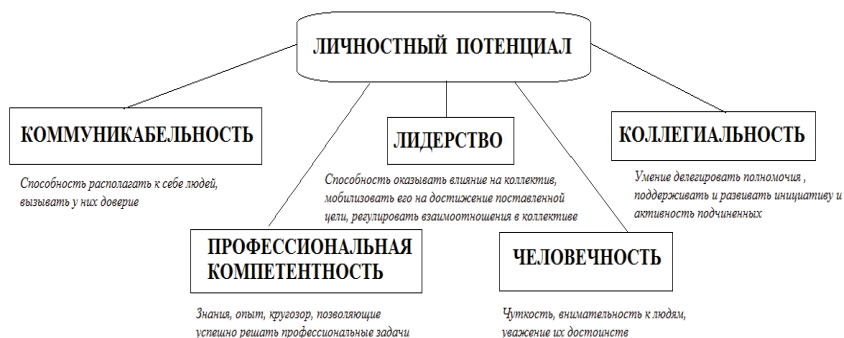 ЛИЧНОСТНЫЙ ПОТЕНЦИАЛ
КОММУНИКАБЕЛЬНОСТЬ
Способность располагать к себе людей,
вызывать у них доверие
ЛИДЕРСТВО
Способность оказывать влияние на коллектив,
мобилизовать его на достижение поставленной
цели, регулировать взаимоотношения в коллективе
КОЛЛЕГИАЛЬНОСТЬ
Умение делегировать полномочия ,
поддерживать и развивать инициативу и
активность подчиненных
ПРОФЕССИОНАЛЬНАЯ
КОМПЕТЕНТНОСТЬ
Знания, опыт, кругозор, позволяющие
успешно решать профессиональные задачи
ЧЕЛОВЕЧНОСТЬ
Чуткость, внимательность к людям,
уважение их достоинств